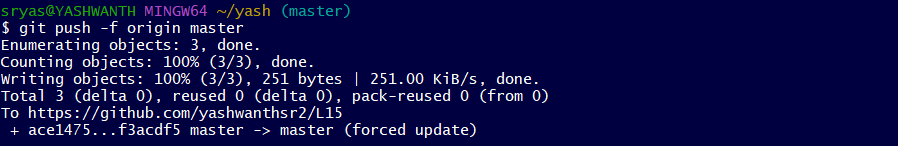 sryas@YASHWANTH MINGW64 ~/yash (master)
$ git push -f origin master
Enumerating objects: 3, done.
Counting objects: 100% (3/3), done.
Writing objects: 100% (3/3), 251 bytes | 251.00 KiB/s, done.
Total 3 (delta 0), reused 0 (delta 0), pack-reused 0 (from 0)
To https://github.com/yashwanthsr2/L15
 + ace1475...f3acdf5 master -> master (forced update)